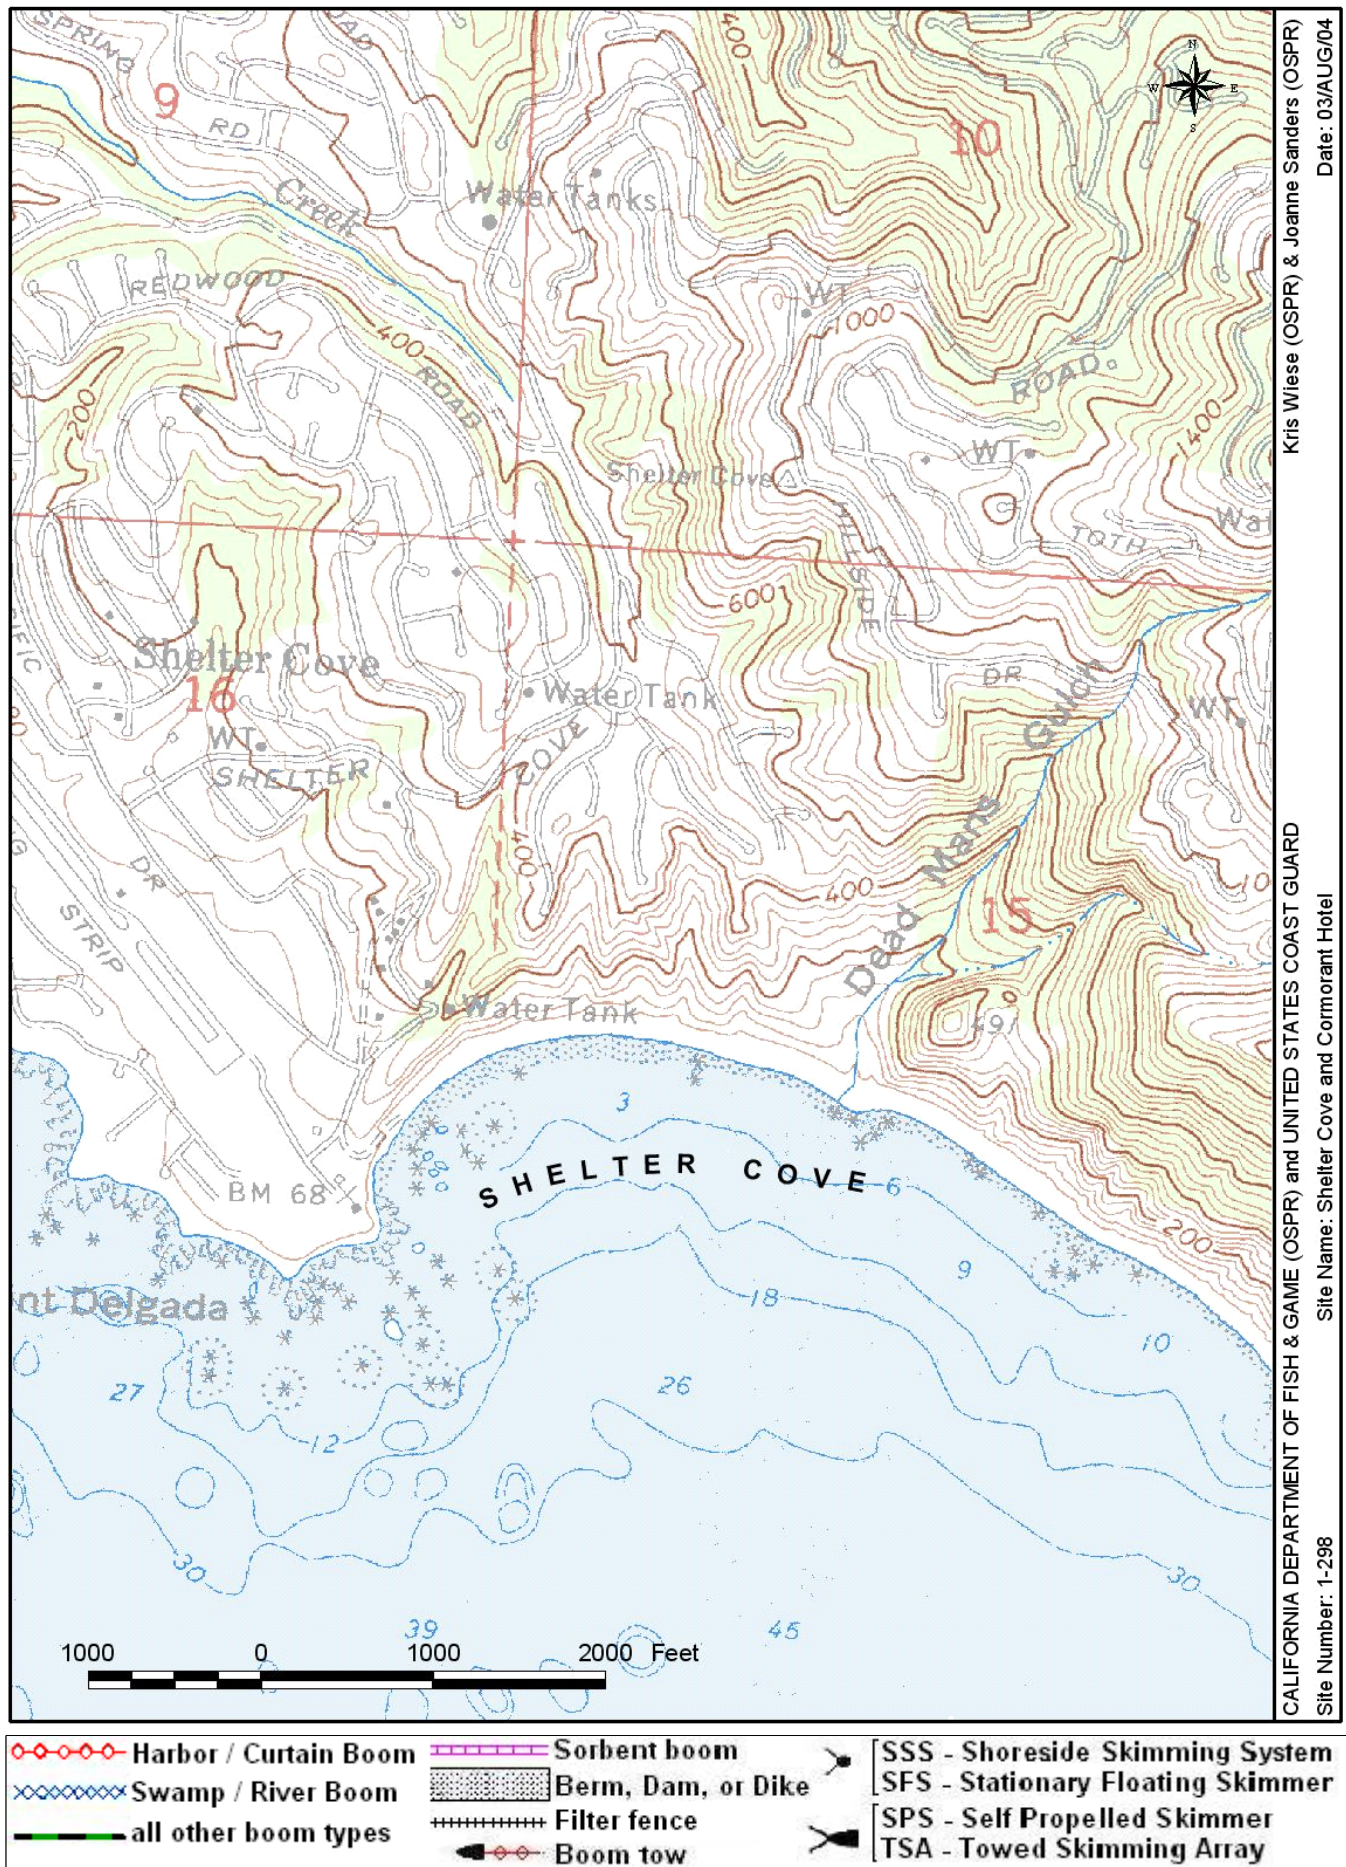 SPRING
ROAD
400
9
RD
10
Creek
Water Tanks
REDWOOD
WT
1000
400
ROAD
ROAD
200
1400
WT
Shelter Cove
HILLSIDE
TOTH
Wat
600
Shelter Cove
DR
16
Water Tank
WT
WT
SHELTER
COVE
Dead Mans Gulch
400
400
10
DR
15
STRIP
Water Tank
491
3
SHELTER COVE
6
BM 68
200
9
nt Delgada
18
10
27
26
12
30
30
39
45
1000 0 1000 2000 Feet
N
W E
S
CALIFORNIA DEPARTMENT OF FISH & GAME (OSPR) and UNITED STATES COAST GUARD Kris Wiese (OSPR) & Joanne Sanders (OSPR)
Site Number: 1-298 Site Name: Shelter Cove and Cormorant Hotel Date: 03/AUG/04
Harbor / Curtain Boom
Swamp / River Boom
all other boom types
Sorbent boom
Berm, Dam, or Dike
Filter fence
Boom tow
SSS - Shoreside Skimming System
SFS - Stationary Floating Skimmer
SPS - Self Propelled Skimmer
TSA - Towed Skimming Array